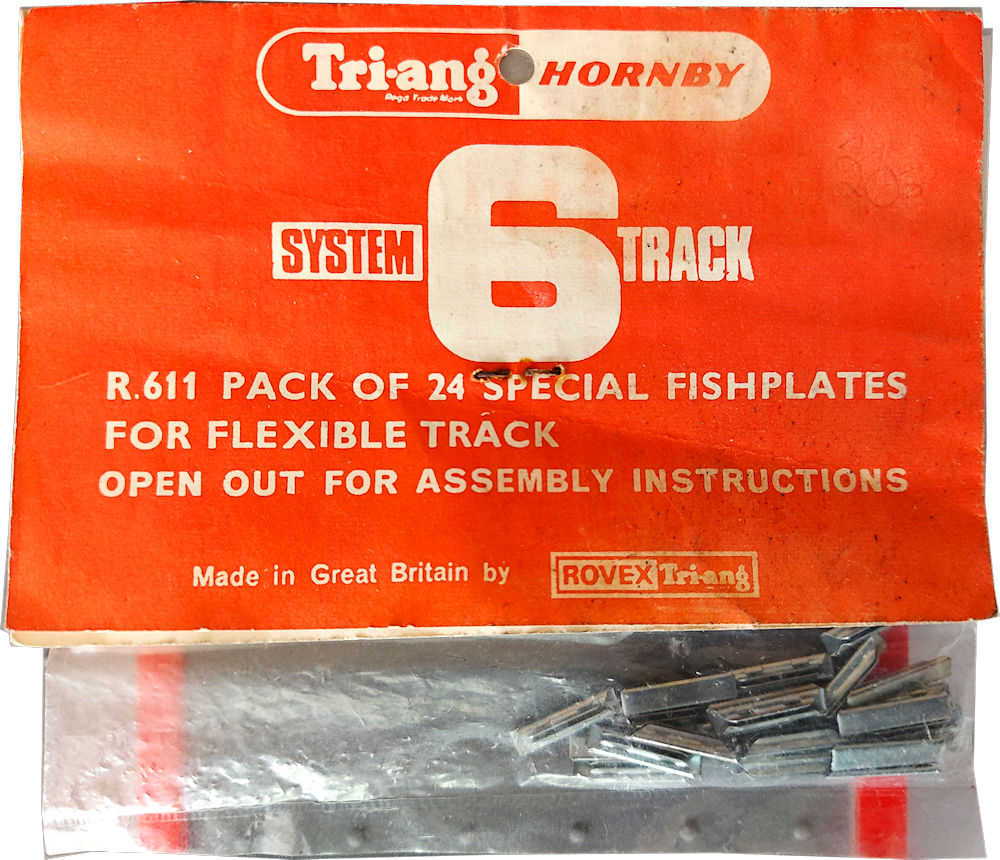 Tri-ang HORNBY
Regd Trade Mark
SYSTEM 6 TRACK
R.611 PACK OF 24 SPECIAL FISHPLATES
FOR FLEXIBLE TRACK
OPEN OUT FOR ASSEMBLY INSTRUCTIONS
Made in Great Britain by ROVEX Tri-ang